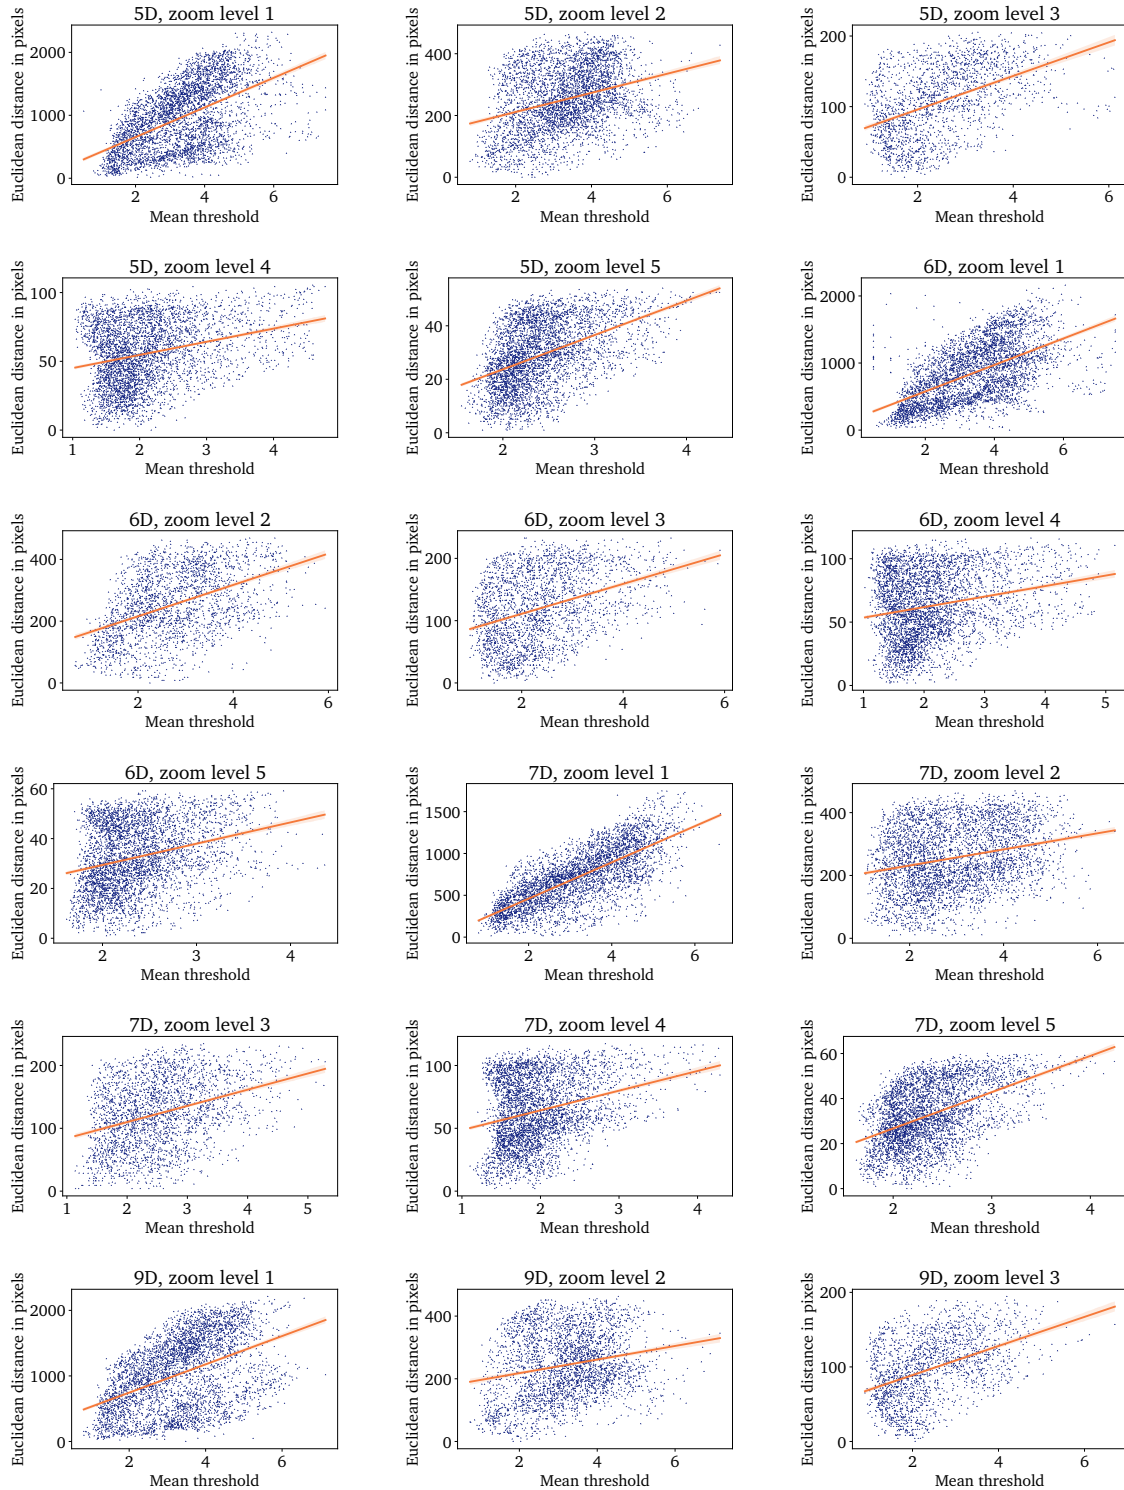 5D, zoom level 1
Euclidean distance in pixels
2000
1000
0
2 4 6
Mean threshold
5D, zoom level 2
Euclidean distance in pixels
400
200
0
2 4 6
Mean threshold
5D, zoom level 3
Euclidean distance in pixels
200
100
0
2 4 6
Mean threshold
5D, zoom level 4
Euclidean distance in pixels
100
50
0
1 2 3 4
Mean threshold
5D, zoom level 5
Euclidean distance in pixels
40
20
0
2 3 4
Mean threshold
6D, zoom level 1
Euclidean distance in pixels
2000
1000
0
2 4 6
Mean threshold
6D, zoom level 2
Euclidean distance in pixels
400
200
0
2 4 6
Mean threshold
6D, zoom level 3
Euclidean distance in pixels
200
100
0
2 4 6
Mean threshold
6D, zoom level 4
Euclidean distance in pixels
100
50
0
1 2 3 4 5
Mean threshold
6D, zoom level 5
Euclidean distance in pixels
60
40
20
0
2 3 4
Mean threshold
7D, zoom level 1
Euclidean distance in pixels
1500
1000
500
0
2 4 6
Mean threshold
7D, zoom level 2
Euclidean distance in pixels
400
200
0
2 4 6
Mean threshold
7D, zoom level 3
Euclidean distance in pixels
200
100
0
1 2 3 4 5
Mean threshold
7D, zoom level 4
Euclidean distance in pixels
100
50
0
1 2 3 4
Mean threshold
7D, zoom level 5
Euclidean distance in pixels
60
40
20
0
2 3 4
Mean threshold
9D, zoom level 1
Euclidean distance in pixels
2000
1000
0
2 4 6
Mean threshold
9D, zoom level 2
Euclidean distance in pixels
400
200
0
2 4 6
Mean threshold
9D, zoom level 3
Euclidean distance in pixels
200
100
0
2 4 6
Mean threshold